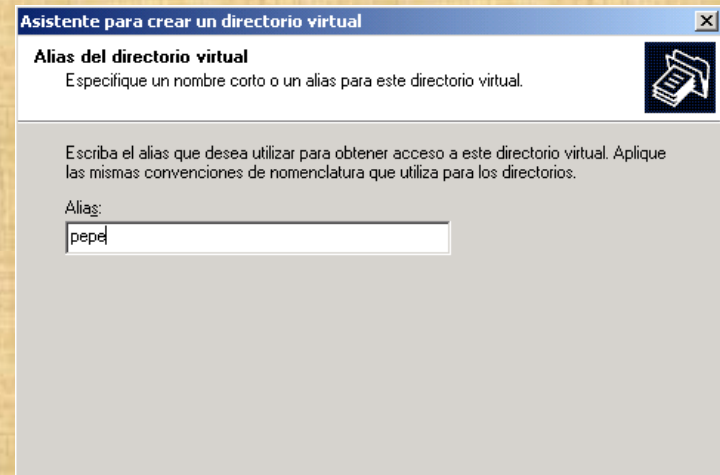 Asistente para crear un directorio virtual
Alias del directorio virtual
Especifique un nombre corto o un alias para este directorio virtual.
Escriba el alias que desea utilizar para obtener acceso a este directorio virtual. Aplique
las mismas convenciones de nomenclatura que utiliza para los directorios.
Alias:
pepe